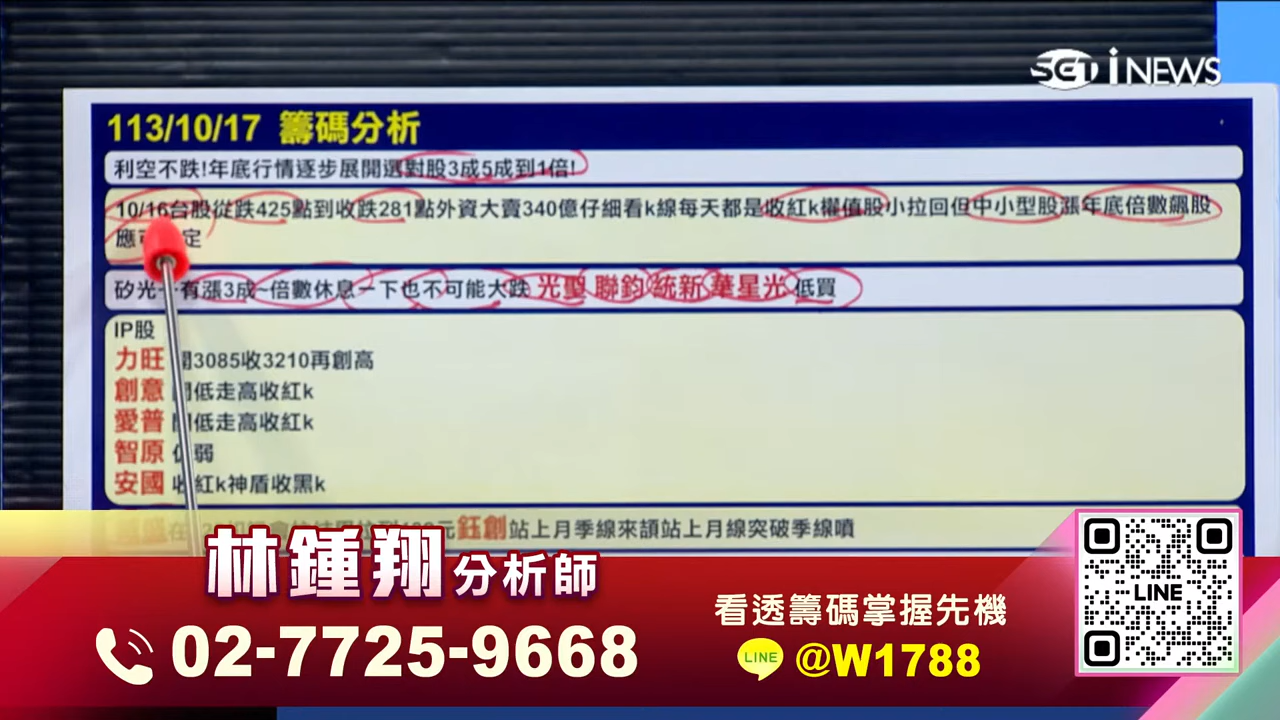 SET iNEWS
113/10/17 籌碼分析
利空不跌!年底行情逐步展開選對股3成5成到1倍!
10/16台股從跌425點到收跌281點外資大賣340億仔細看k線每天都是收紅k權值股小拉回但中小型股漲年底倍數飆股
應 定
矽光 有漲3成~倍數休息一下也不可能大跌 光聖 聯鈞 統新 華星光 低買
IP股
力旺 開3085收3210再創高
創意 開低走高收紅k
愛普 開低走高收紅k
智原 弱
安國 收紅k神盾收黑k
鈺創站上月季線來頡站上月線突破季線噴
林鍾翔分析師
02-7725-9668
看透籌碼掌握先機
LINE @W1788
LINE